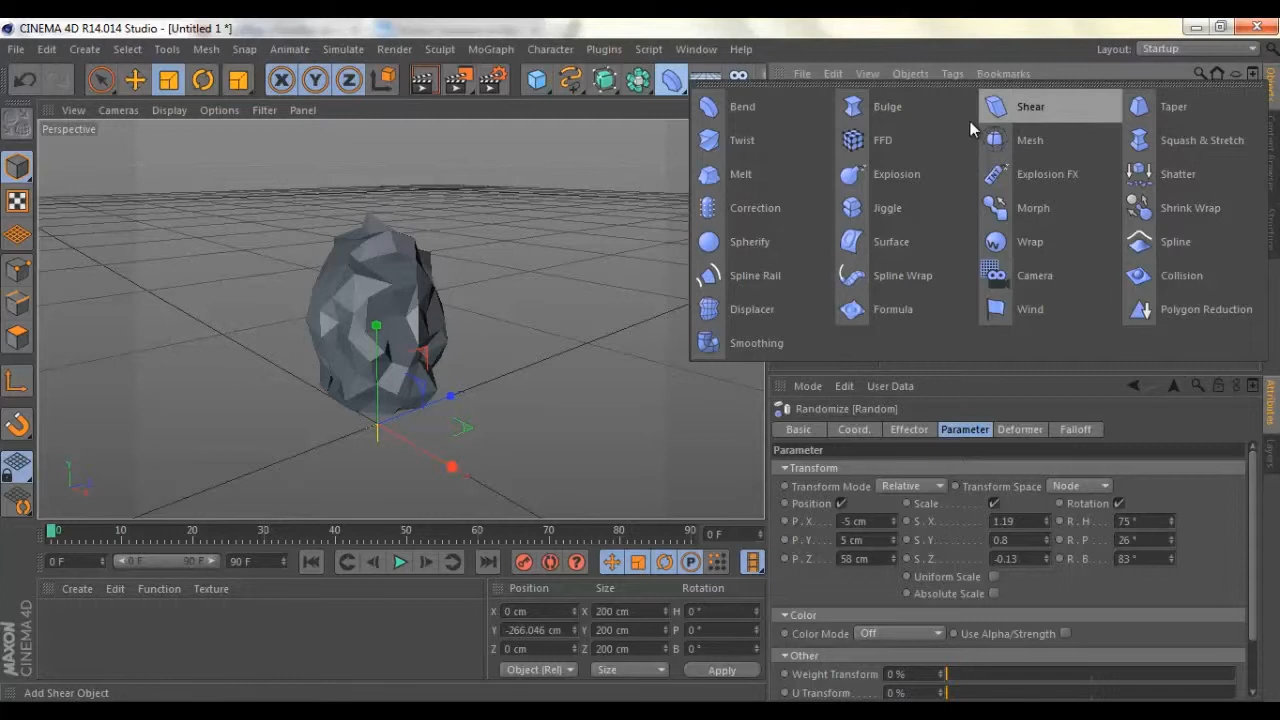 CINEMA 4D R14.014 Studio - [Untitled 1 *]
File Edit Create Select Tools Mesh Snap Animate Simulate Render Sculpt MoGraph Character Plugins Script Window Help Layout: Startup
X Y Z File Edit View Objects Tags Bookmarks
View Cameras Display Options Filter Panel
Perspective
Bend Bulge Shear Taper
Twist FFD Mesh Squash & Stretch
Melt Explosion Explosion FX Shatter
Correction Jiggle Morph Shrink Wrap
Spherify Surface Wrap Spline
Spline Rail Spline Wrap Camera Collision
Displacer Formula Wind Polygon Reduction
Smoothing
Mode Edit User Data
Randomize [Random]
Basic Coord. Effector Parameter Deformer Falloff
Parameter
Transform
Transform Mode Relative Transform Space Node
Position Scale Rotation
P . X -5 cm S . X 1.19 R . H 75 °
P . Y 5 cm S . Y 0.8 R . P 26 °
P . Z 58 cm S . Z -0.13 R . B 83 °
Uniform Scale
Absolute Scale
Color
Color Mode Off Use Alpha/Strength
Other
Weight Transform 0 %
U Transform 0 %
0 10 20 30 40 50 60 70 80 90 0 F
0 F 0 F 90 F 90 F
Create Edit Function Texture
Position Size Rotation
X 0 cm X 200 cm H 0 °
Y -266.046 cm Y 200 cm P 0 °
Z 0 cm Z 200 cm B 0 °
Object (Rel) Size Apply
MAXON
CINEMA 4D
Add Shear Object
Attributes
Layers